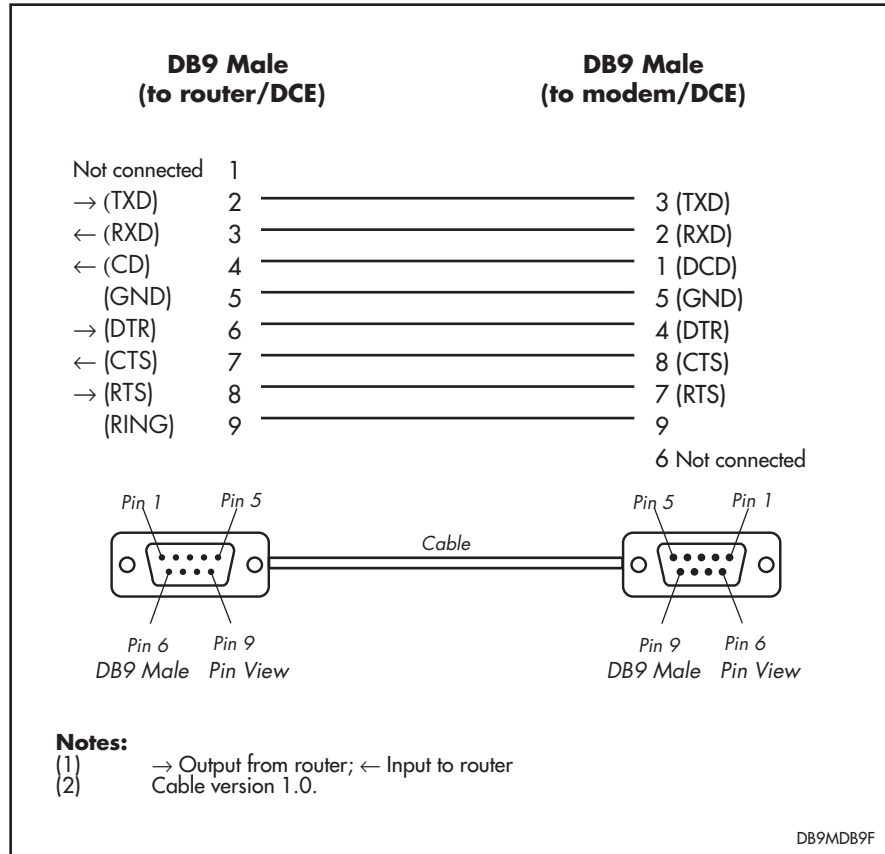 DB9 Male DB9 Male
(to router/DCE) (to modem/DCE)
Not connected 1
→ (TXD) 2 3 (TXD)
← (RXD) 3 2 (RXD)
← (CD) 4 1 (DCD)
(GND) 5 5 (GND)
→ (DTR) 6 4 (DTR)
← (CTS) 7 8 (CTS)
→ (RTS) 8 7 (RTS)
(RING) 9 9
6 Not connected
Pin 1 Pin 5 Pin 5 Pin 1
Cable
Pin 6 Pin 9 Pin 9 Pin 6
DB9 Male Pin View DB9 Male Pin View
Notes:
(1) → Output from router; ← Input to router
(2) Cable version 1.0.
DB9MDB9F